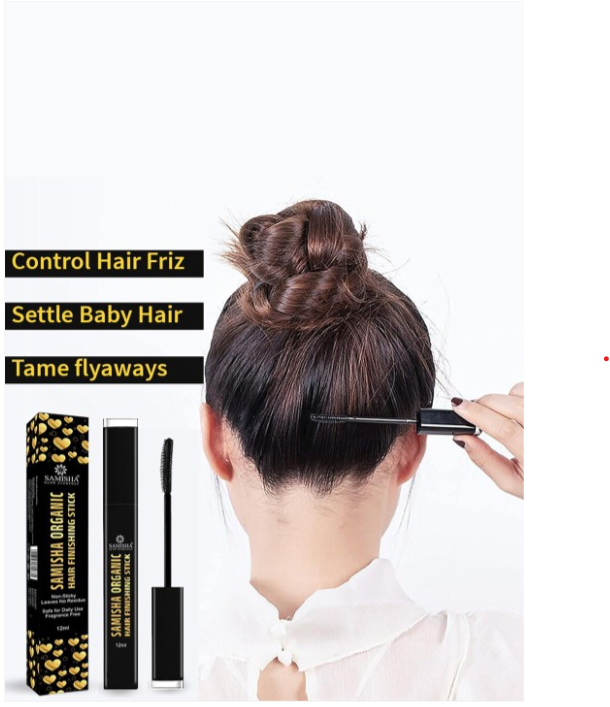 Control Hair Friz
Settle Baby Hair
Tame flyaways
SAMISHA
SAMISHA ORGANIC
HAIR FINISHING STICK
Non-Sticky
Leaves No Residue
Safe for Daily Use
Fragrance Free
12ml
SAMISHA
SAMISHA ORGANIC
HAIR FINISHING STICK
12ml